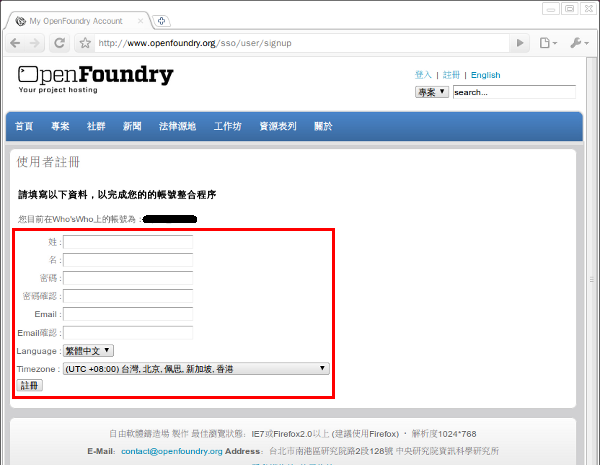 My OpenFoundry Account
http://www.openfoundry.org/sso/user/signup
OpenFoundry
Your project hosting
登入 | 註冊 | English
專案 search...
首頁 專案 社群 新聞 法律源地 工作坊 資源表列 關於
使用者註冊
請填寫以下資料，以完成您的的帳號整合程序
您目前在Who'sWho上的帳號為：
姓 :
名 :
密碼 :
密碼確認 :
Email :
Email確認 :
Language : 繁體中文
Timezone : (UTC +08:00) 台灣, 北京, 佩思, 新加坡, 香港
註冊
自由軟體鑄造場 製作 最佳瀏覽狀態：IE7或Firefox2.0以上 (建議使用Firefox) ・ 解析度1024*768
E-Mail: contact@openfoundry.org Address: 台北市南港區研究院路2段128號 中央研究院資訊科學研究所